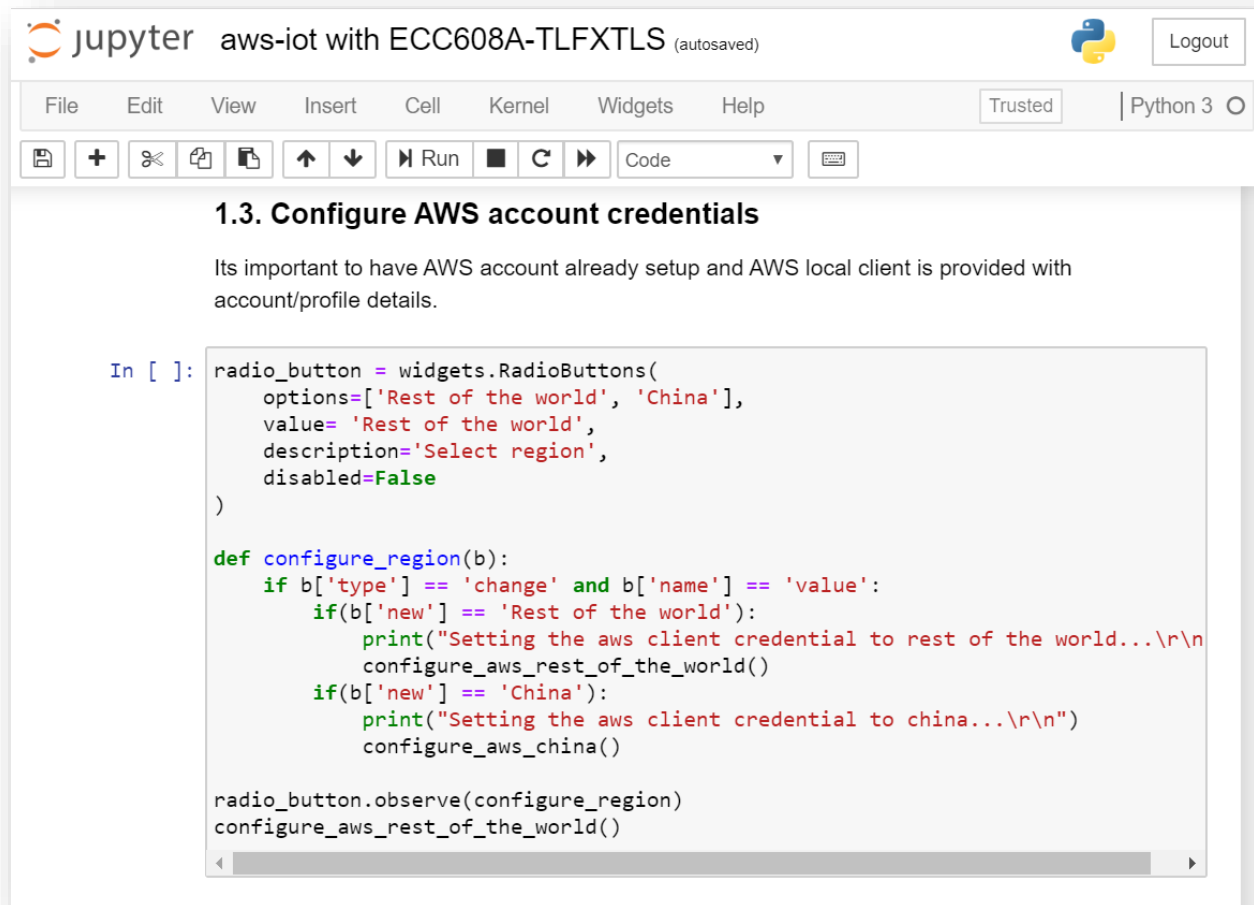 jupyter aws-iot with ECC608A-TLFXTLS (autosaved) Logout
File Edit View Insert Cell Kernel Widgets Help Trusted Python 3
Run Code
1.3. Configure AWS account credentials
Its important to have AWS account already setup and AWS local client is provided with
account/profile details.
In [ ]: radio_button = widgets.RadioButtons(
    options=['Rest of the world', 'China'],
    value= 'Rest of the world',
    description='Select region',
    disabled=False
)
def configure_region(b):
    if b['type'] == 'change' and b['name'] == 'value':
        if(b['new'] == 'Rest of the world'):
            print("Setting the aws client credential to rest of the world...\r\n
            configure_aws_rest_of_the_world()
        if(b['new'] == 'China'):
            print("Setting the aws client credential to china...\r\n")
            configure_aws_china()
radio_button.observe(configure_region)
configure_aws_rest_of_the_world()